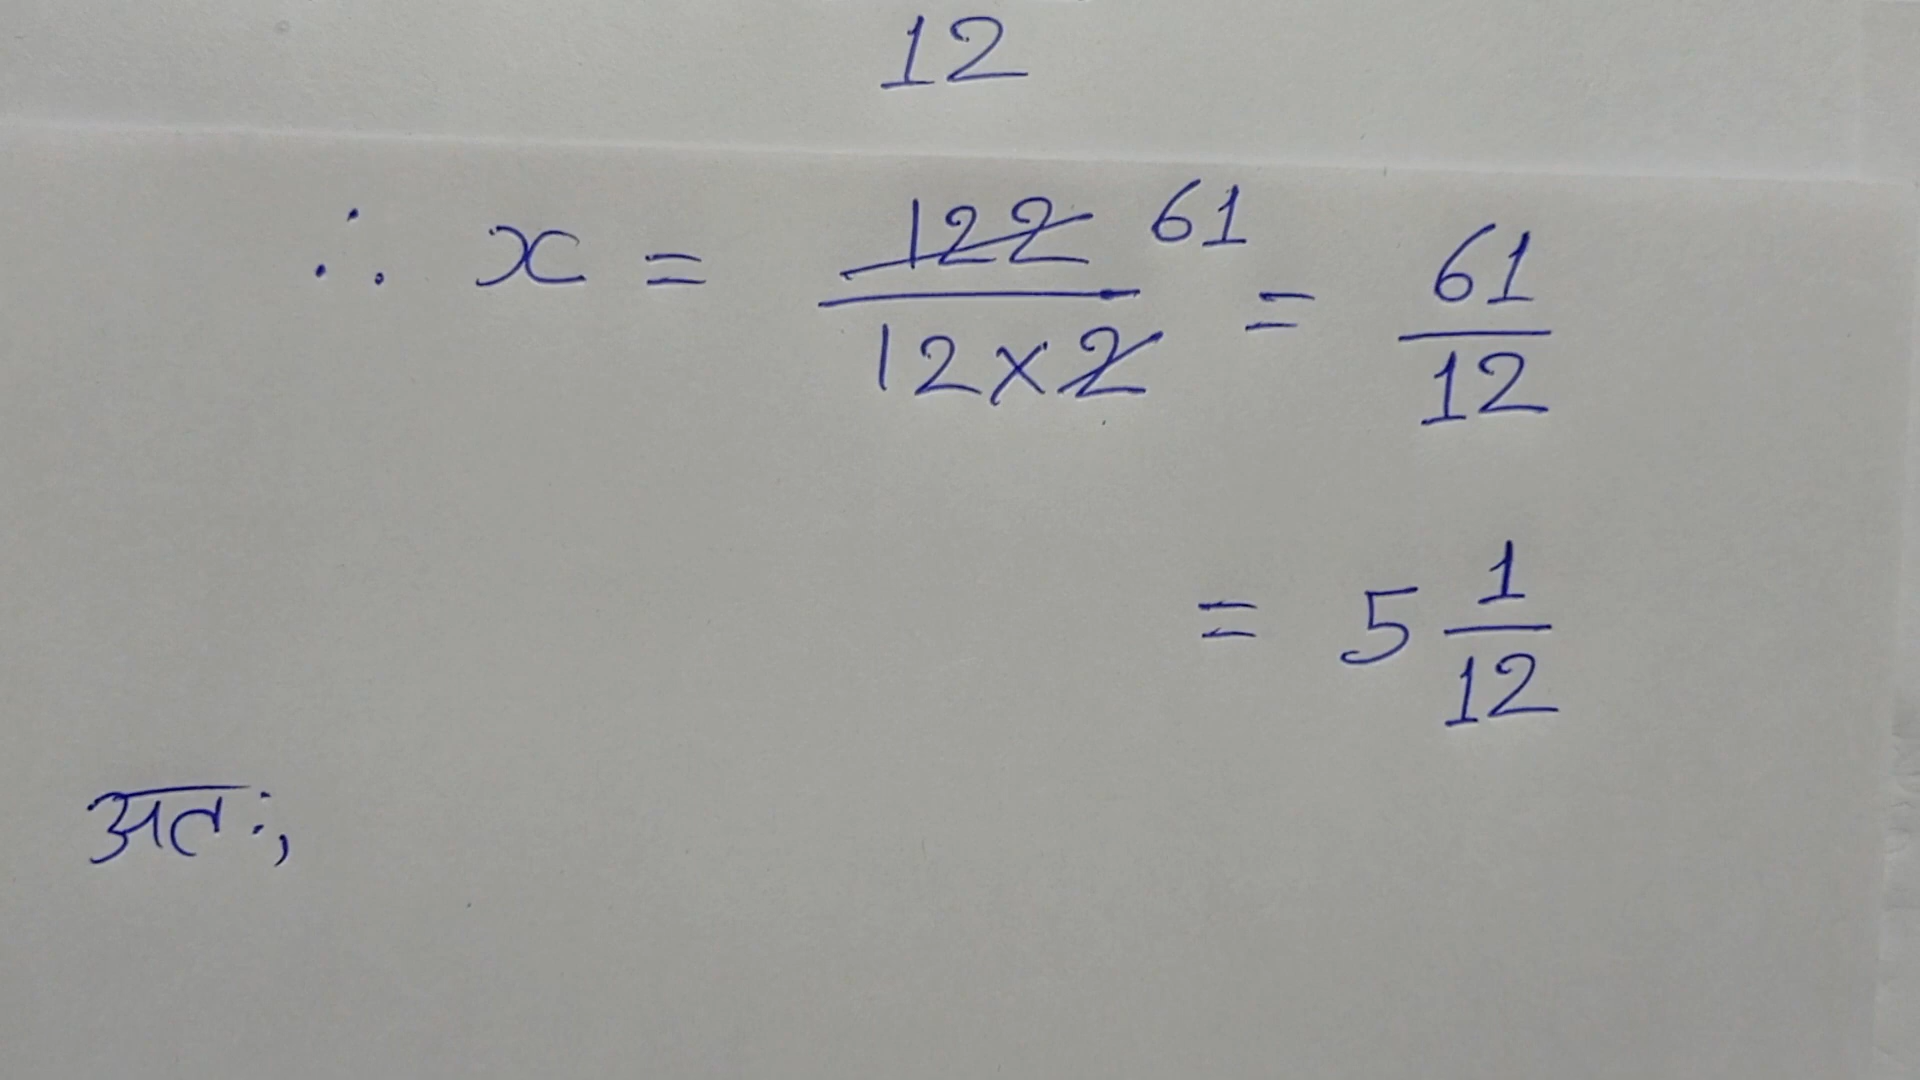 12
∴ x = 122/12×2 61 = 61/12
= 5 1/12
अतः,